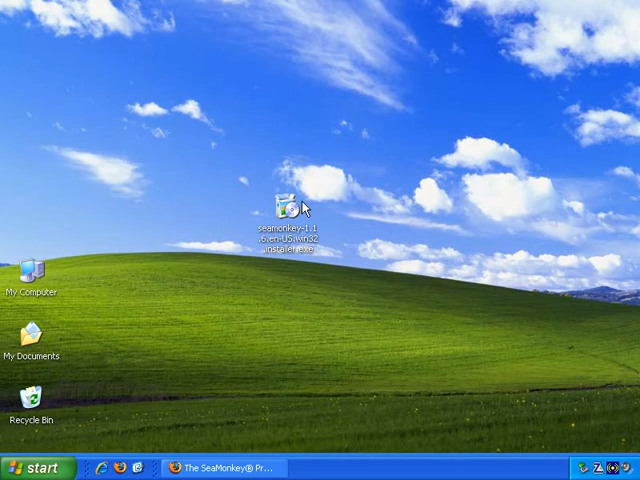 seamonkey-1.1
.6.en-US.win32
.installer.exe
My Computer
My Documents
Recycle Bin
start
The SeaMonkey® Pr...